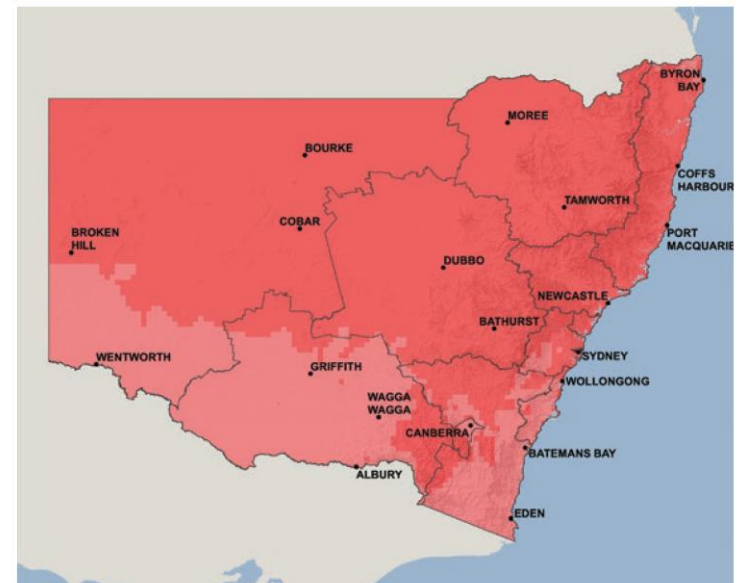 BYRON
BAY
MOREE
BOURKE
COFFS
HARBOUR
TAMWORTH
COBAR
BROKEN
HILL
PORT
MACQUARIE
DUBBO
NEWCASTLE
BATHURST
SYDNEY
WENTWORTH
GRIFFITH
WOLLONGONG
WAGGA
WAGGA
CANBERRA
BATEMANS BAY
ALBURY
EDEN